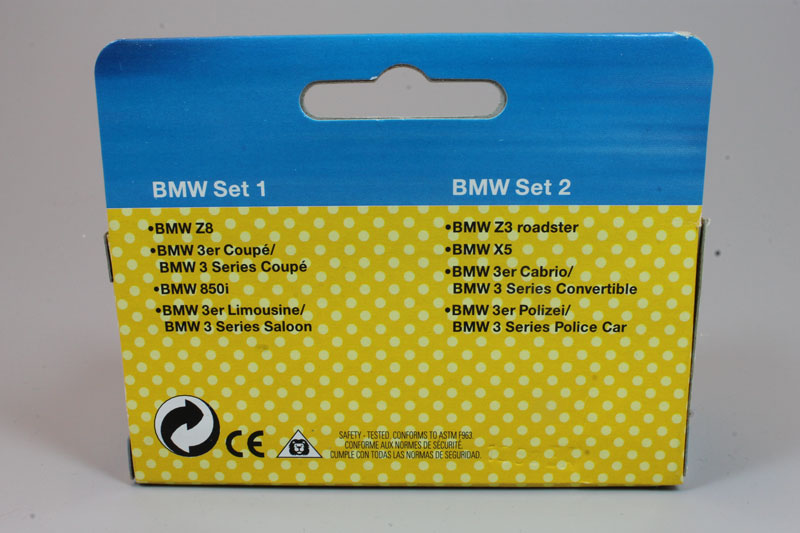 BMW Set 1
•BMW Z8
•BMW 3er Coupé/
BMW 3 Series Coupé
•BMW 850i
•BMW 3er Limousine/
BMW 3 Series Saloon
BMW Set 2
•BMW Z3 roadster
•BMW X5
•BMW 3er Cabrio/
BMW 3 Series Convertible
•BMW 3er Polizei/
BMW 3 Series Police Car
CE
SAFETY - TESTED. CONFORMS TO ASTM F963.
CONFORME AUX NORMES DE SÉCURITÉ.
CUMPLE CON TODAS LAS NORMAS DE SEGURIDAD.